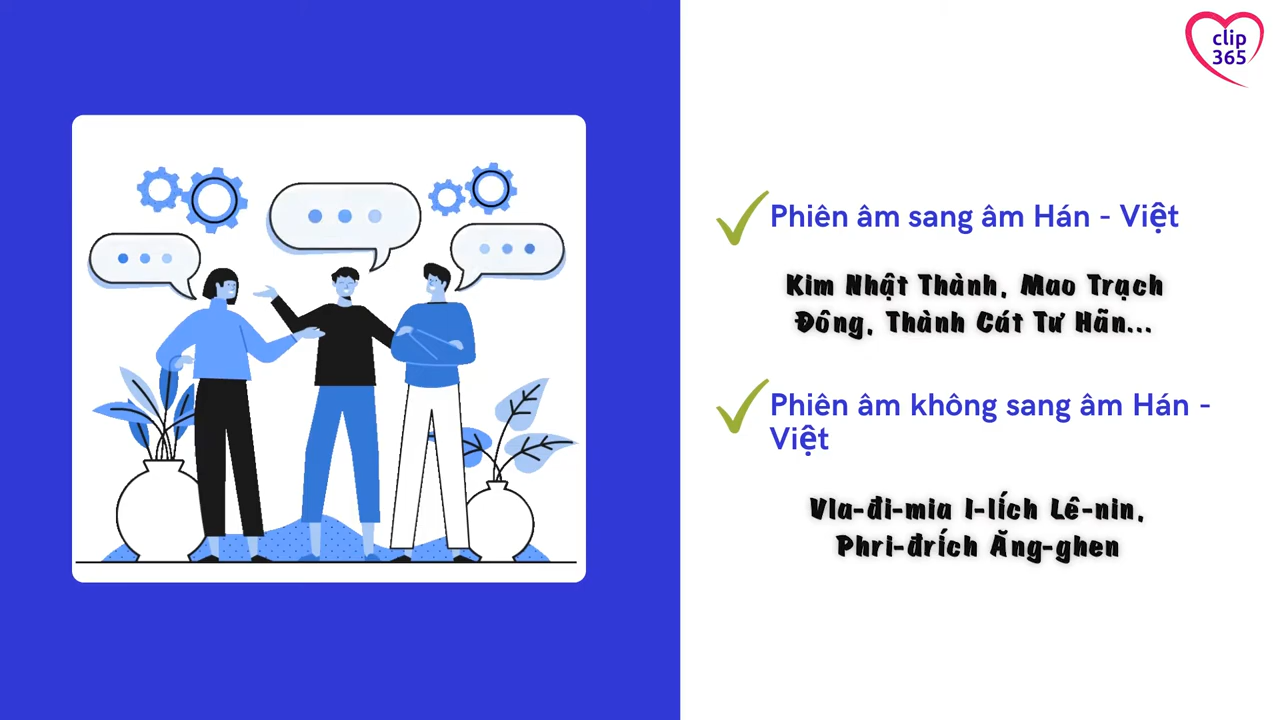 clip
365
Phiên âm sang âm Hán - Việt
Kim Nhật Thành, Mao Trạch
Đông, Thành Cát Tư Hãn...
Phiên âm không sang âm Hán -
Việt
Vla-đi-mia I-lích Lê-nin,
Phri-đrích Ăng-ghen